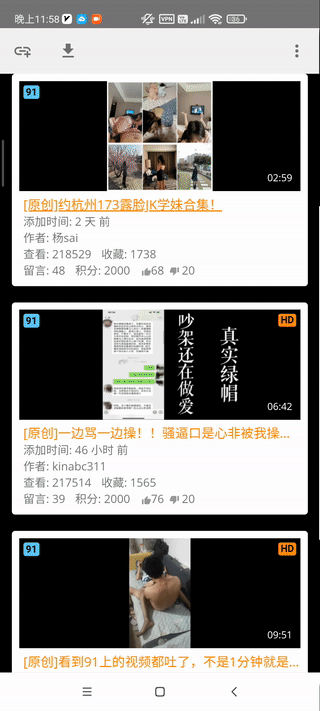 晚上11:58
VPN
91
02:59
[原创]约杭州173露脸JK学妹合集！
添加时间: 2 天 前
作者: 杨sai
查看: 218529 收藏: 1738
留言: 48 积分: 2000 68 20
91
HD
吵架还在做爱
真实绿帽
06:42
[原创]一边骂一边操！！骚逼口是心非被我操...
添加时间: 46 小时 前
作者: kinabc311
查看: 217514 收藏: 1565
留言: 39 积分: 2000 76 20
91
HD
09:51
[原创]看到91上的视频都吐了，不是1分钟就是...